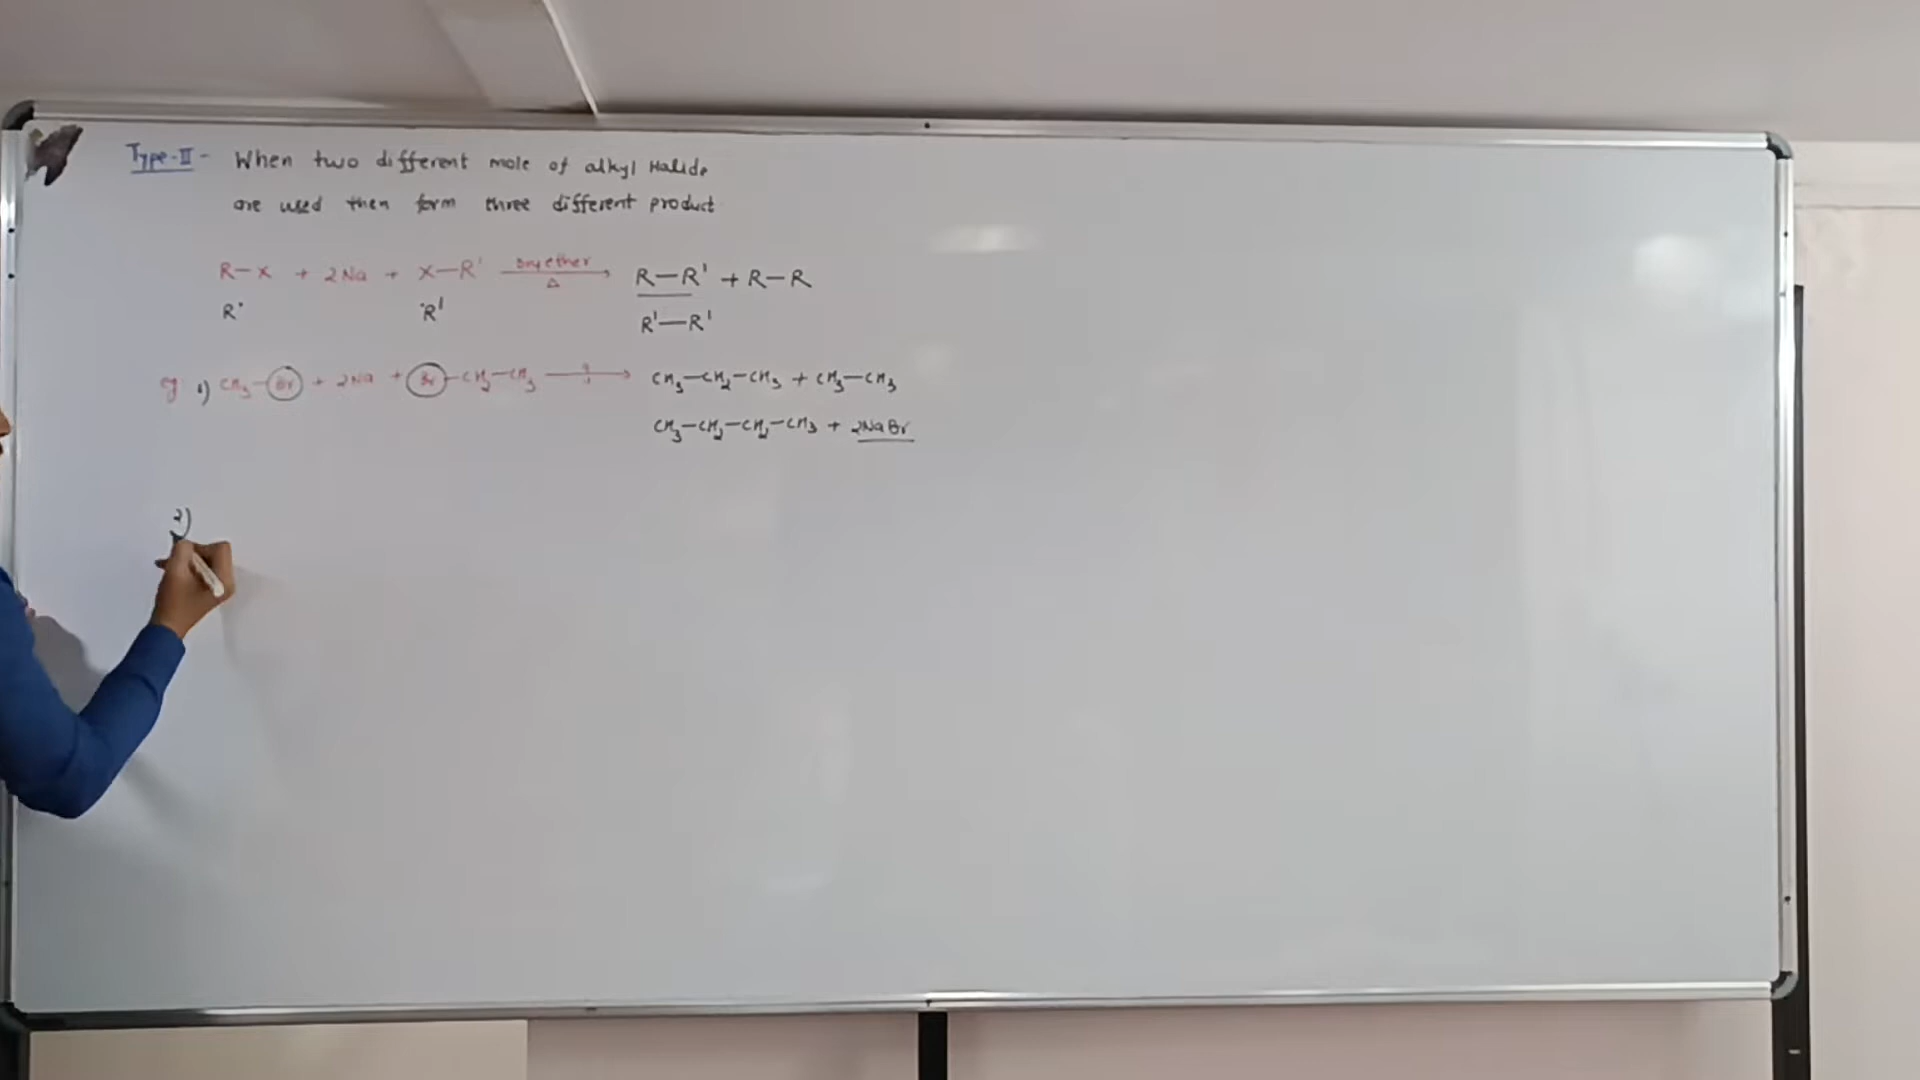 Type-II - When two different mole of alkyl Halide
are used then form three different product
R-X + 2Na + X-R' Dry ether Δ R-R' + R-R
R• •R'
R'-R'
eg 1) CH3-Br + 2Na + Br-CH2-CH3 CH3-CH2-CH3 + CH3-CH3
CH3-CH2-CH2-CH3 + 2NaBr
2)